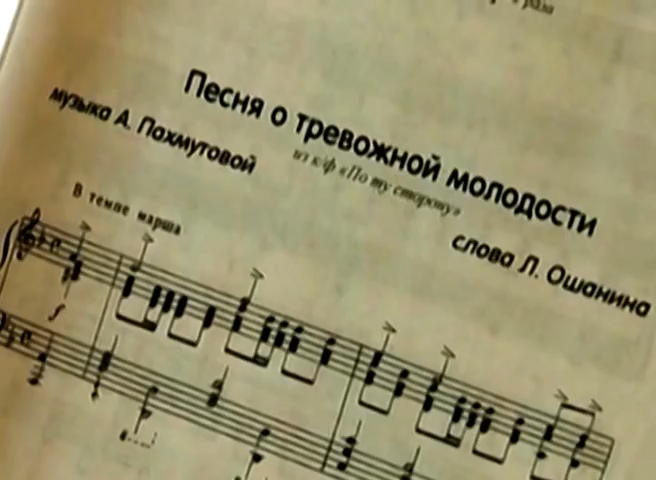 Песня о тревожной молодости
из к/ф «По ту сторону»
музыка А. Пахмутовой
слова Л. Ошанина
В темпе марша
f